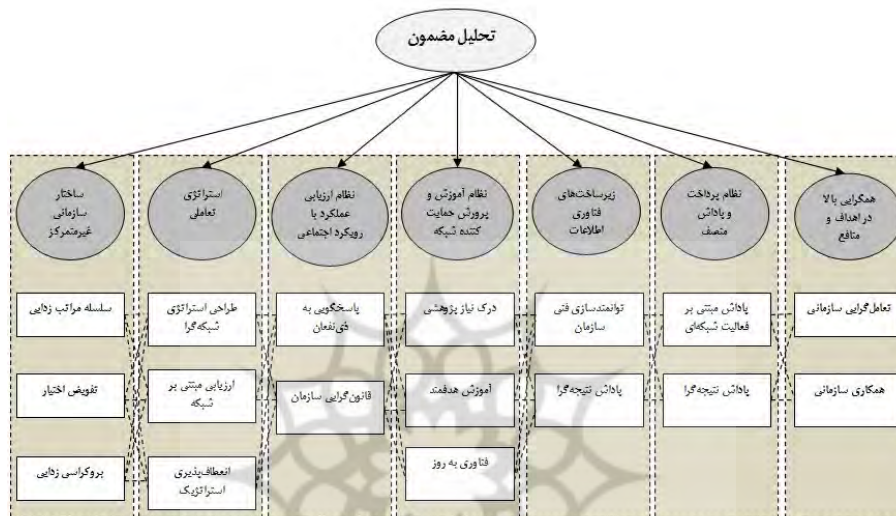 تحلیل مضمون
همگرایی بالا
در اهداف و
منافع
نظام پرداخت
و پاداش
منصف
زیرساخت‌های
فناوری
اطلاعات
نظام آموزش و
پرورش حمایت
کننده شبکه
نظام ارزیابی
عملکرد با
رویکرد اجتماعی
استراتژی
تعاملی
ساختار
سازمانی
غیرمتمرکز
تعامل‌گرایی سازمانی
پاداش مبتنی بر
فعالیت شبکه‌ای
توانمندسازی فنی
سازمان
درک نیاز پژوهشی
پاسخگویی به
ذی‌نفعان
طراحی استراتژی
شبکه‌گرا
سلسله مراتب زدایی
همکاری سازمانی
پاداش نتیجه‌گرا
پاداش نتیجه‌گرا
آموزش هدفمند
قانون‌گرایی سازمان
ارزیابی مبتنی بر
شبکه
تفویض اختیار
فناوری به روز
انعطاف‌پذیری
استراتژیک
بروکراسی زدایی